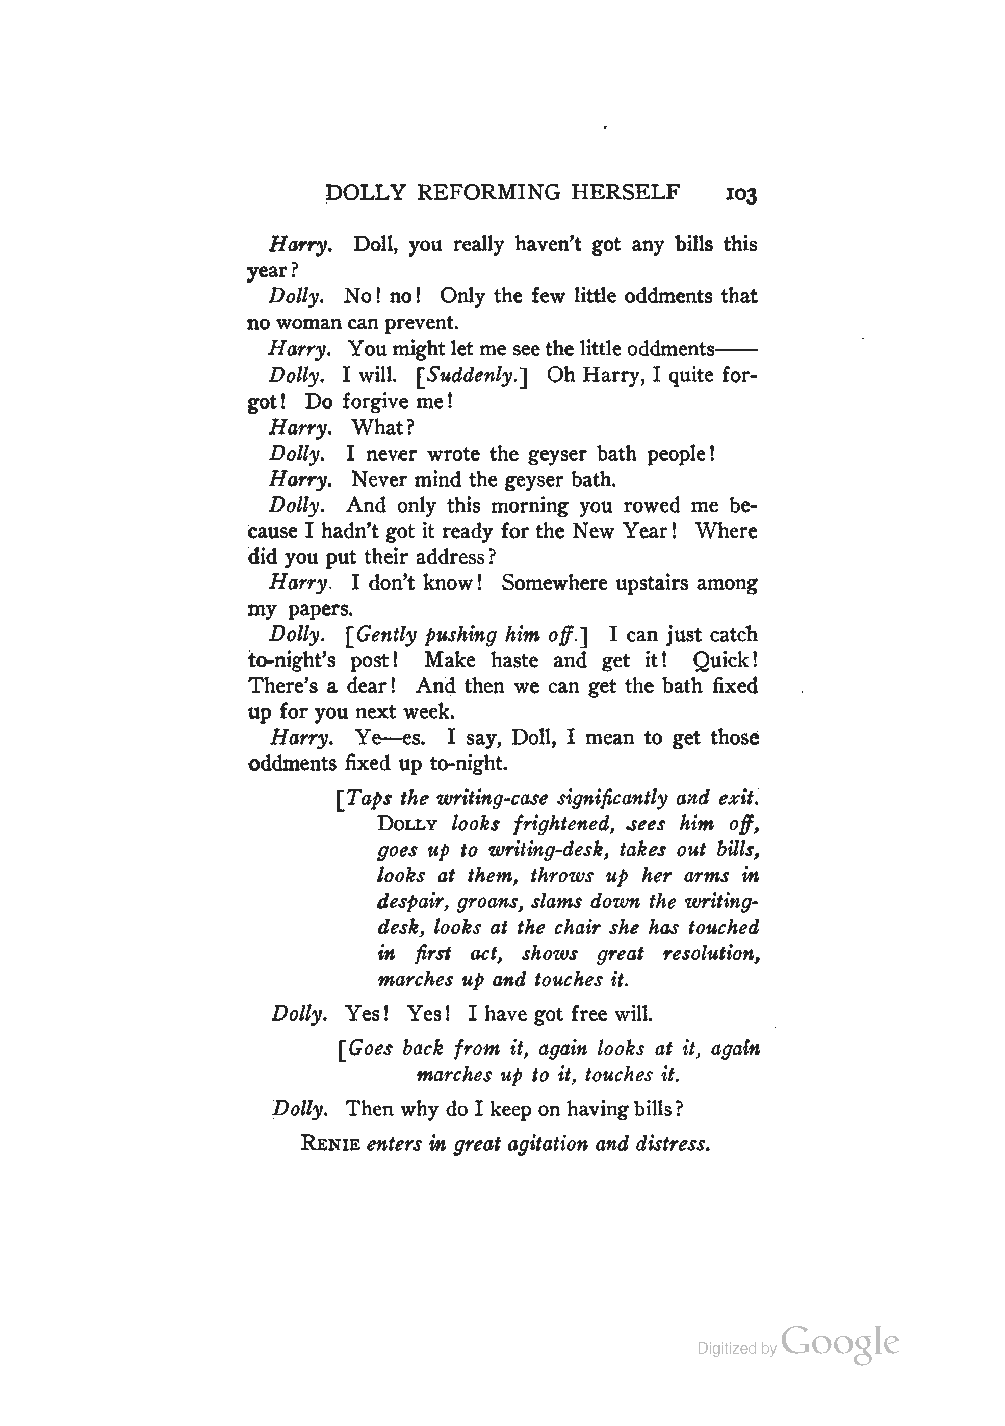 DOLLY REFORMING HERSELF 103
Harry. Doll, you really haven't got any bills this
year?
Dolly. No! no! Only the few little oddments that
no woman can prevent.
Harry. You might let me see the little oddments——
Dolly. I will. [Suddenly.] Oh Harry, I quite for-
got! Do forgive me!
Harry. What?
Dolly. I never wrote the geyser bath people!
Harry. Never mind the geyser bath.
Dolly. And only this morning you rowed me be-
cause I hadn't got it ready for the New Year! Where
did you put their address?
Harry. I don't know! Somewhere upstairs among
my papers.
Dolly. [Gently pushing him off.] I can just catch
to-night's post! Make haste and get it! Quick!
There's a dear! And then we can get the bath fixed
up for you next week.
Harry. Ye—es. I say, Doll, I mean to get those
oddments fixed up to-night.
[Taps the writing-case significantly and exit.
DOLLY looks frightened, sees him off,
goes up to writing-desk, takes out bills,
looks at them, throws up her arms in
despair, groans, slams down the writing-
desk, looks at the chair she has touched
in first act, shows great resolution,
marches up and touches it.
Dolly. Yes! Yes! I have got free will.
[Goes back from it, again looks at it, again
marches up to it, touches it.
Dolly. Then why do I keep on having bills?
RENIE enters in great agitation and distress.
Digitized by Google